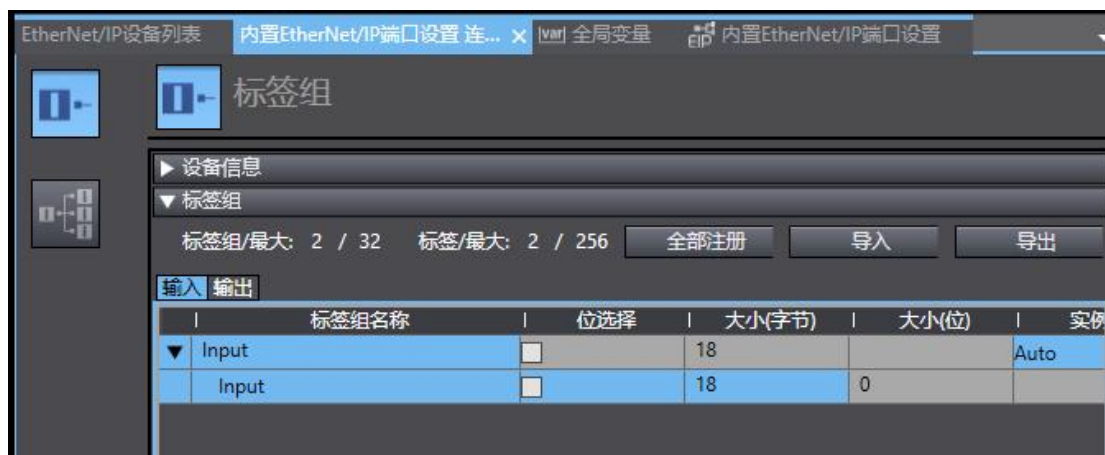 EtherNet/IP设备列表 内置EtherNet/IP端口设置 连... 全局变量 内置EtherNet/IP端口设置
标签组
设备信息
标签组
标签组/最大: 2 / 32 标签/最大: 2 / 256 全部注册 导入 导出
输入 输出
标签组名称 位选择 大小(字节) 大小(位) 实例
Input 18 Auto
Input 18 0